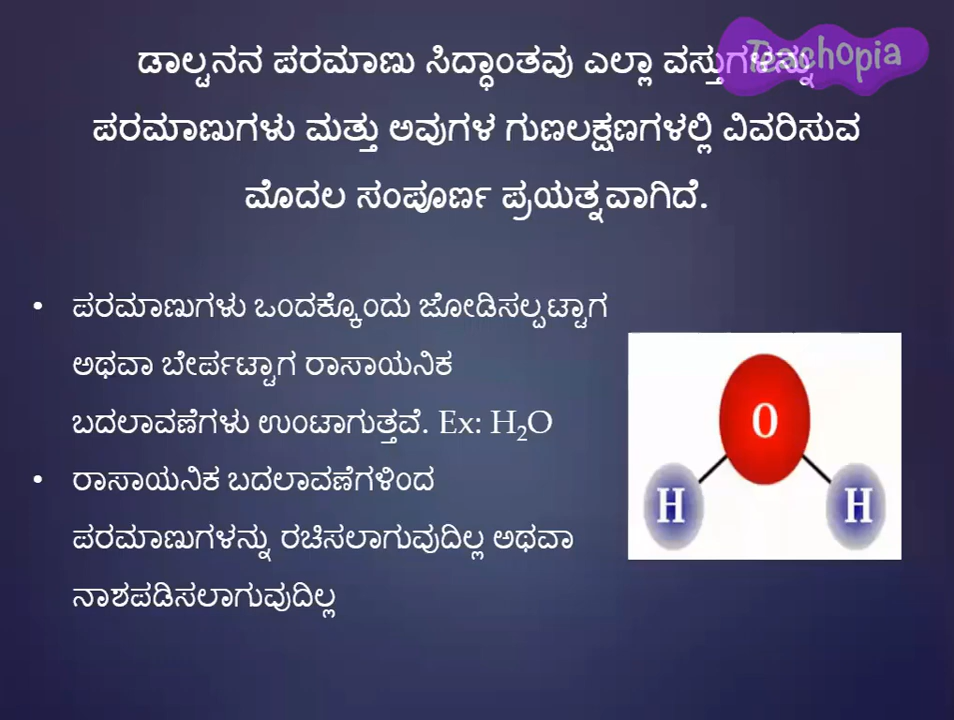 ಡಾಲ್ಟನನ ಪರಮಾಣು ಸಿದ್ಧಾಂತವು ಎಲ್ಲಾ ವಸ್ತುಗಳನ್ನು
Teachopia
ಪರಮಾಣುಗಳು ಮತ್ತು ಅವುಗಳ ಗುಣಲಕ್ಷಣಗಳಲ್ಲಿ ವಿವರಿಸುವ
ಮೊದಲ ಸಂಪೂರ್ಣ ಪ್ರಯತ್ನವಾಗಿದೆ.
• ಪರಮಾಣುಗಳು ಒಂದಕ್ಕೊಂದು ಜೋಡಿಸಲ್ಪಟ್ಟಾಗ
ಅಥವಾ ಬೇರ್ಪಟ್ಟಾಗ ರಾಸಾಯನಿಕ
ಬದಲಾವಣೆಗಳು ಉಂಟಾಗುತ್ತವೆ. Ex: H₂O
• ರಾಸಾಯನಿಕ ಬದಲಾವಣೆಗಳಿಂದ
ಪರಮಾಣುಗಳನ್ನು ರಚಿಸಲಾಗುವುದಿಲ್ಲ ಅಥವಾ
ನಾಶಪಡಿಸಲಾಗುವುದಿಲ್ಲ
O
H H